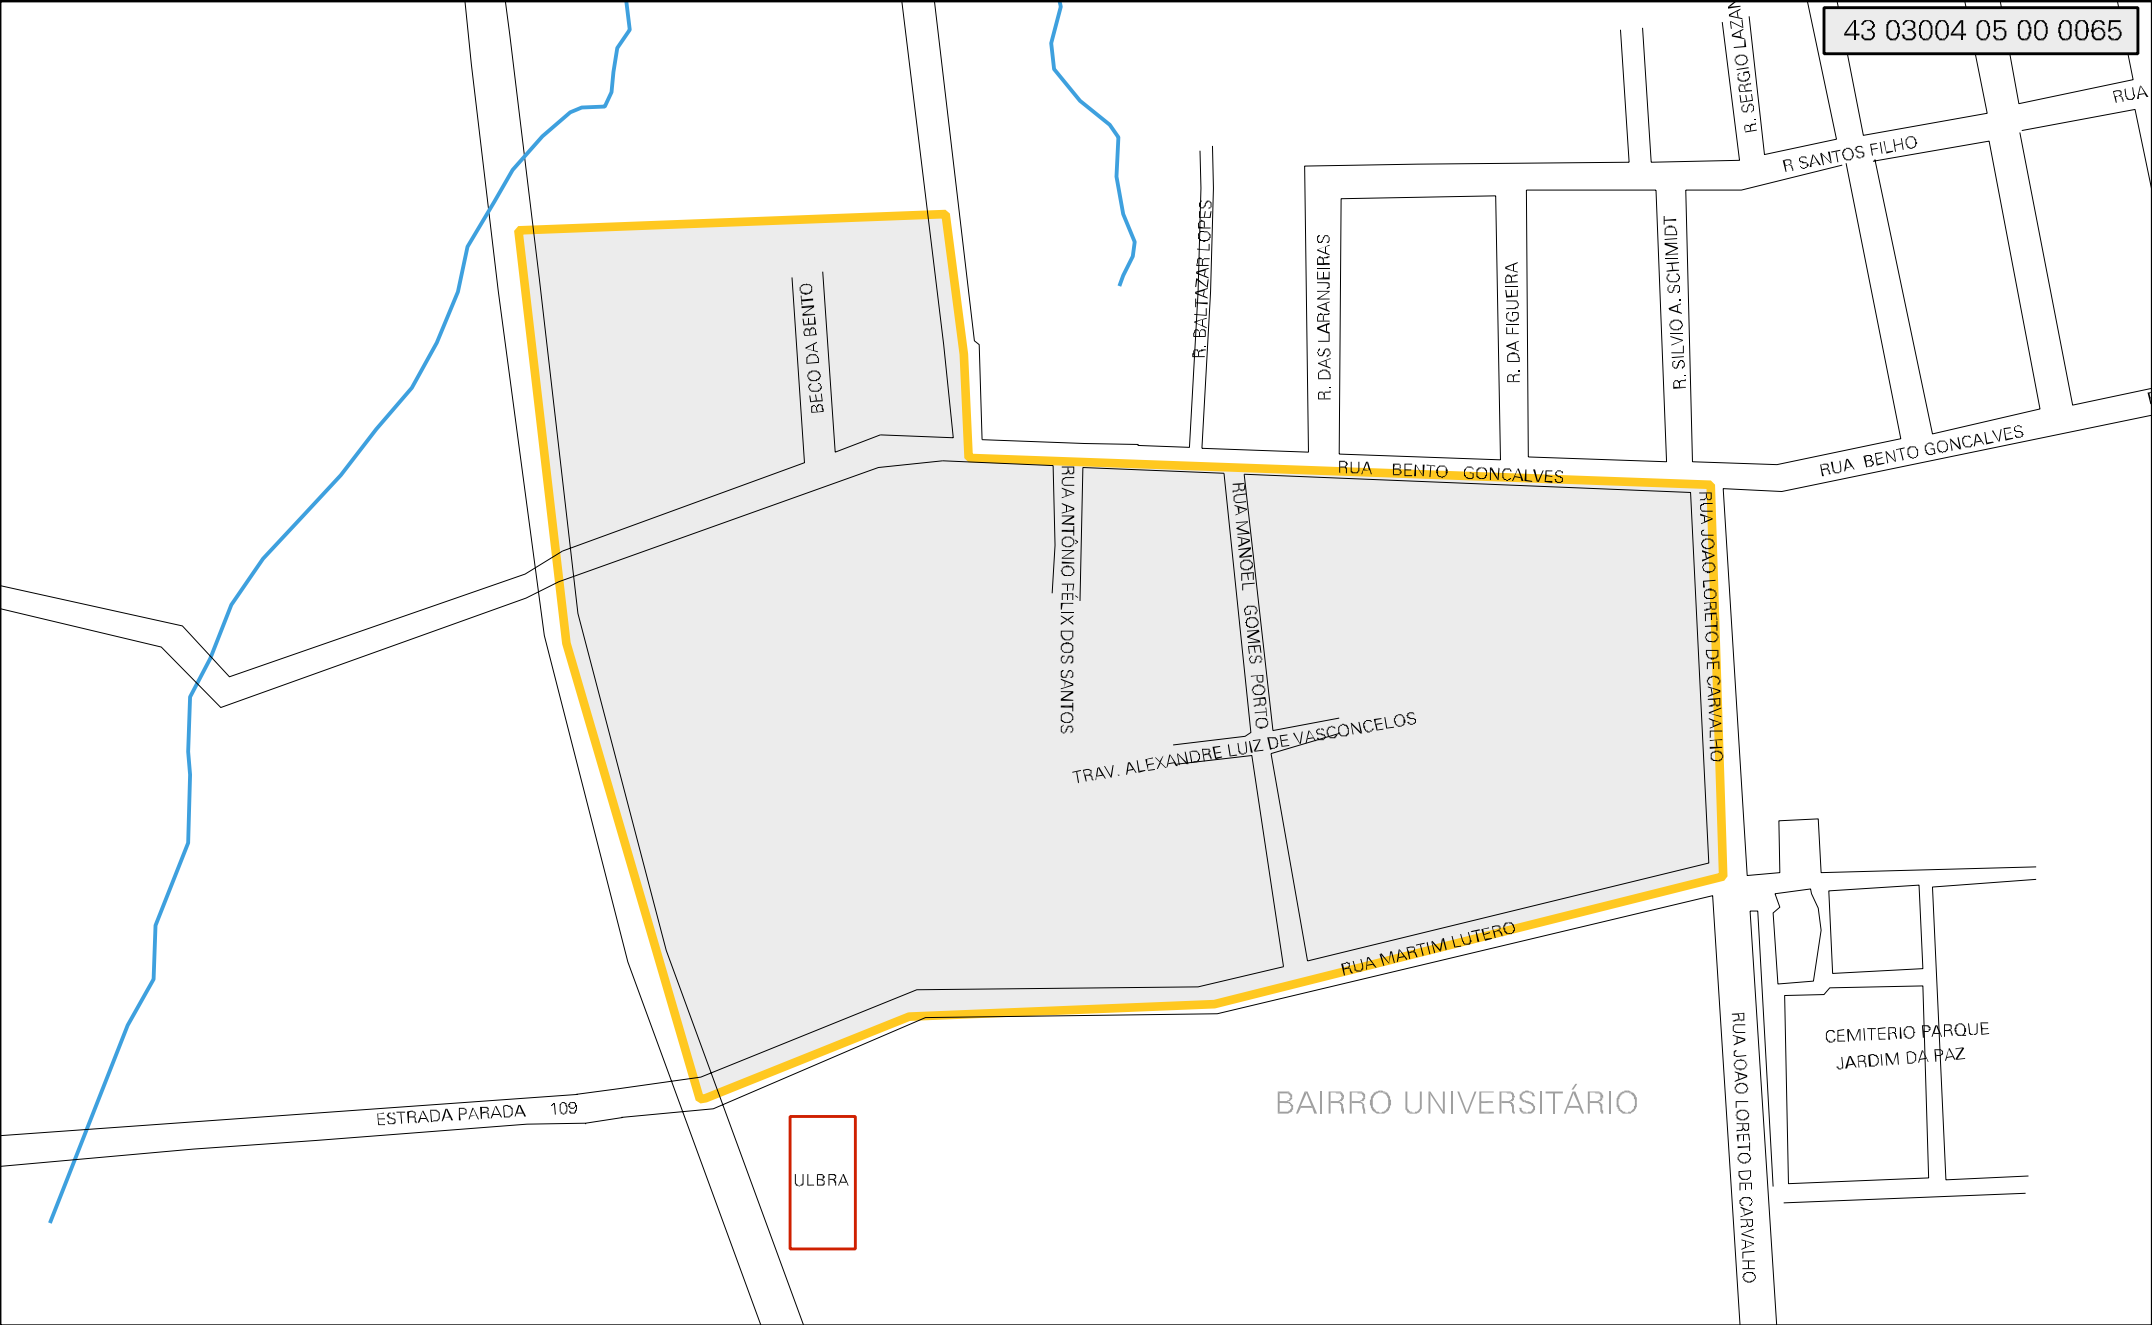 43 03004 05 00 0065
R. SERGIO
RUA
R SANTOS FILHO
R. BALTAZAR LOPES
R. DAS LARANJEIRAS
R. DA FIGUEIRA
R. SILVIO A. SCHIMIDT
BECO DA BENTO
RUA BENTO GONCALVES
RUA BENTO GONCALVES
RUA ANTÔNIO FÉLIX DOS SANTOS
RUA MANOEL GOMES PORTO
RUA JOAO LORETO DE CARVALHO
TRAV. ALEXANDRE LUIZ DE VASCONCELOS
RUA MARTIM LUTERO
CEMITERIO PARQUE
JARDIM DA PAZ
RUA JOAO LORETO DE CARVALHO
BAIRRO UNIVERSITÁRIO
ESTRADA PARADA 109
ULBRA